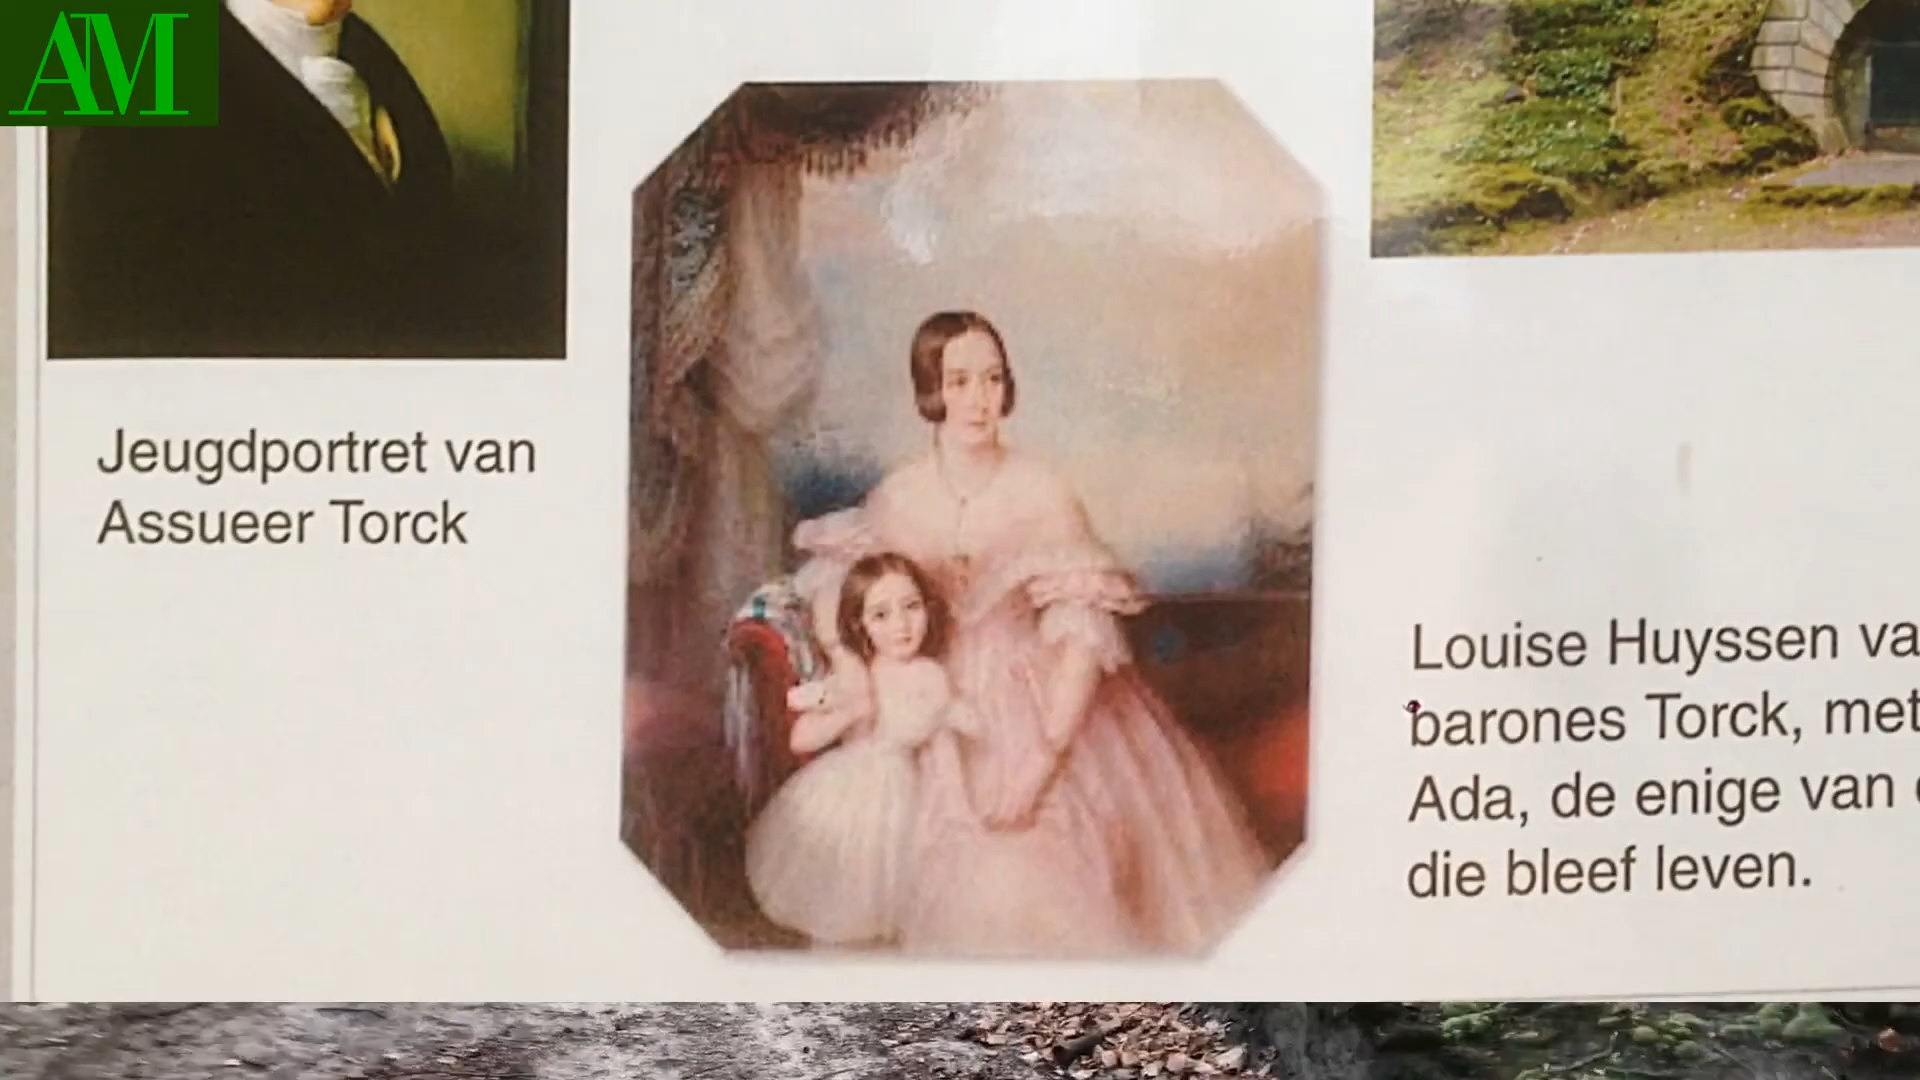 AM
Jeugdportret van
Assueer Torck
Louise Huyssen va
barones Torck, met
Ada, de enige van
die bleef leven.